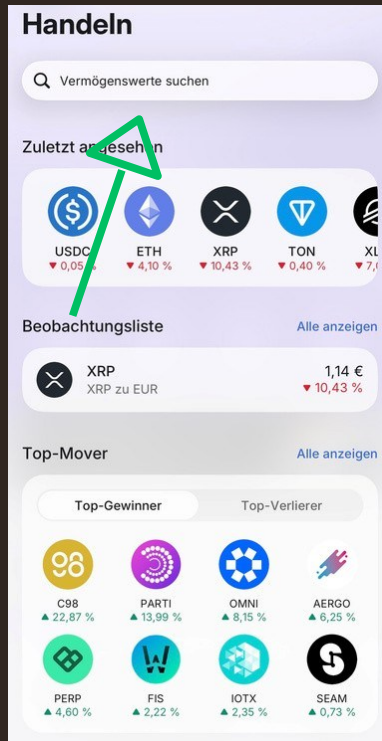 Handeln
Vermögenswerte suchen
Zuletzt angesehen
USDC ETH XRP TON XL
▼ 0,05 % ▼ 4,10 % ▼ 10,43 % ▼ 0,40 % ▼ 7,
Beobachtungsliste Alle anzeigen
XRP 1,14 €
XRP zu EUR ▼ 10,43 %
Top-Mover Alle anzeigen
Top-Gewinner Top-Verlierer
98
C98 PARTI OMNI AERGO
▲ 22,87 % ▲ 13,99 % ▲ 8,15 % ▲ 6,25 %
PERP FIS IOTX SEAM
▲ 4,60 % ▲ 2,22 % ▲ 2,35 % ▲ 0,73 %